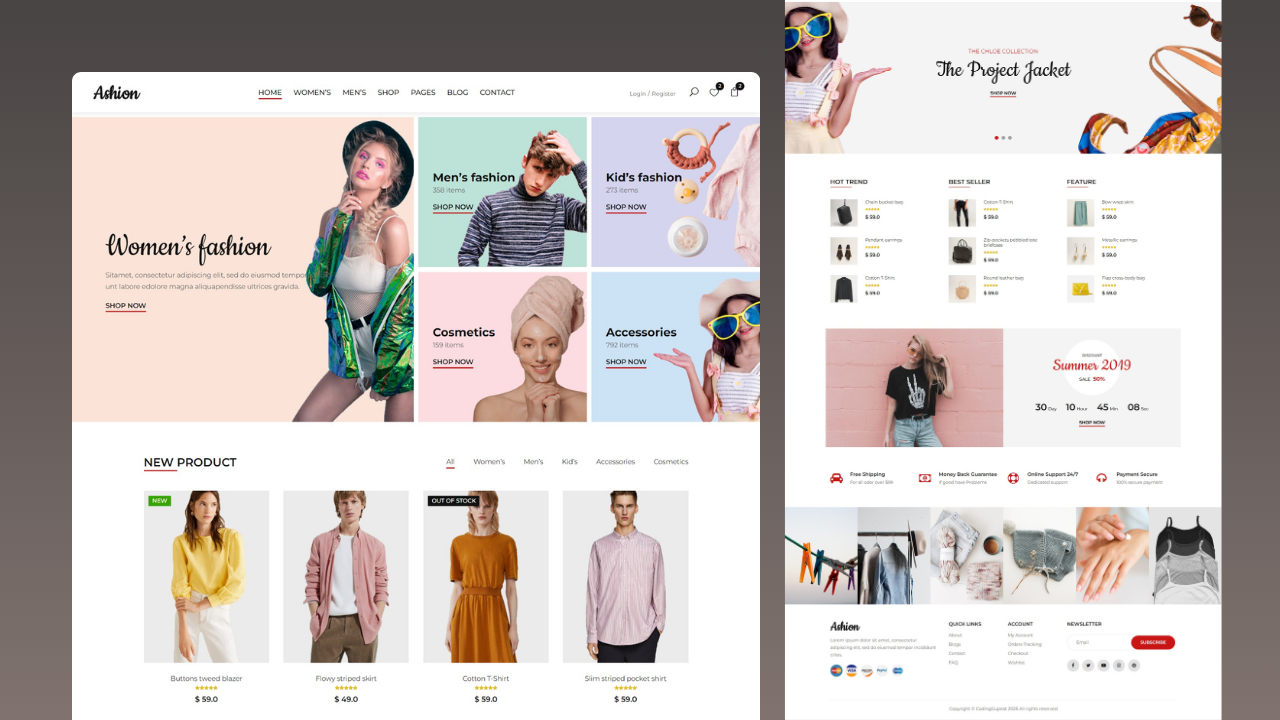 Ashion
HOME WOMEN'S MEN'S SHOP PAGES BLOG CONTACT
Login / Register
2
2
Women's fashion
Sitamet, consectetur adipiscing elit, sed do eiusmod tempor
unt labore edolore magna aliquapendisse ultrices gravida.
SHOP NOW
Men's fashion
358 items
SHOP NOW
Kid's fashion
273 items
SHOP NOW
Cosmetics
159 items
SHOP NOW
Accessories
792 items
SHOP NOW
NEW PRODUCT
All Women's Men's Kid's Accessories Cosmetics
NEW
OUT OF STOCK
Buttons tweed blazer
$ 59.0
Flowy striped skirt
$ 49.0
Cotton T-Shirt
$ 59.0
Slim striped pocket shirt
$ 59.0
THE CHLOE COLLECTION
The Project Jacket
SHOP NOW
HOT TREND
Chain bucket bag
$ 59.0
Pendant earrings
$ 59.0
Cotton T-Shirt
$ 59.0
BEST SELLER
Cotton T-Shirt
$ 59.0
Zip-pockets pebbled tote
briefcase
$ 59.0
Round leather bag
$ 59.0
FEATURE
Bow wrap skirt
$ 59.0
Metallic earrings
$ 59.0
Flap cross-body bag
$ 59.0
DISCOUNT
Summer 2019
SALE 50%
30 Day 10 Hour 45 Min 08 Sec
SHOP NOW
Free Shipping
For all oder over $99
Money Back Guarantee
If good have Problems
Online Support 24/7
Dedicated support
Payment Secure
100% secure payment
Ashion
Lorem ipsum dolor sit amet, consectetur
adipiscing elit, sed do eiusmod tempor incididunt
cilisis.
VISA
PayPal
QUICK LINKS
About
Blogs
Contact
FAQ
ACCOUNT
My Account
Orders Tracking
Checkout
Wishlist
NEWSLETTER
Email
SUBSCRIBE
Copyright © CodingSupost 2025 All rights reserved